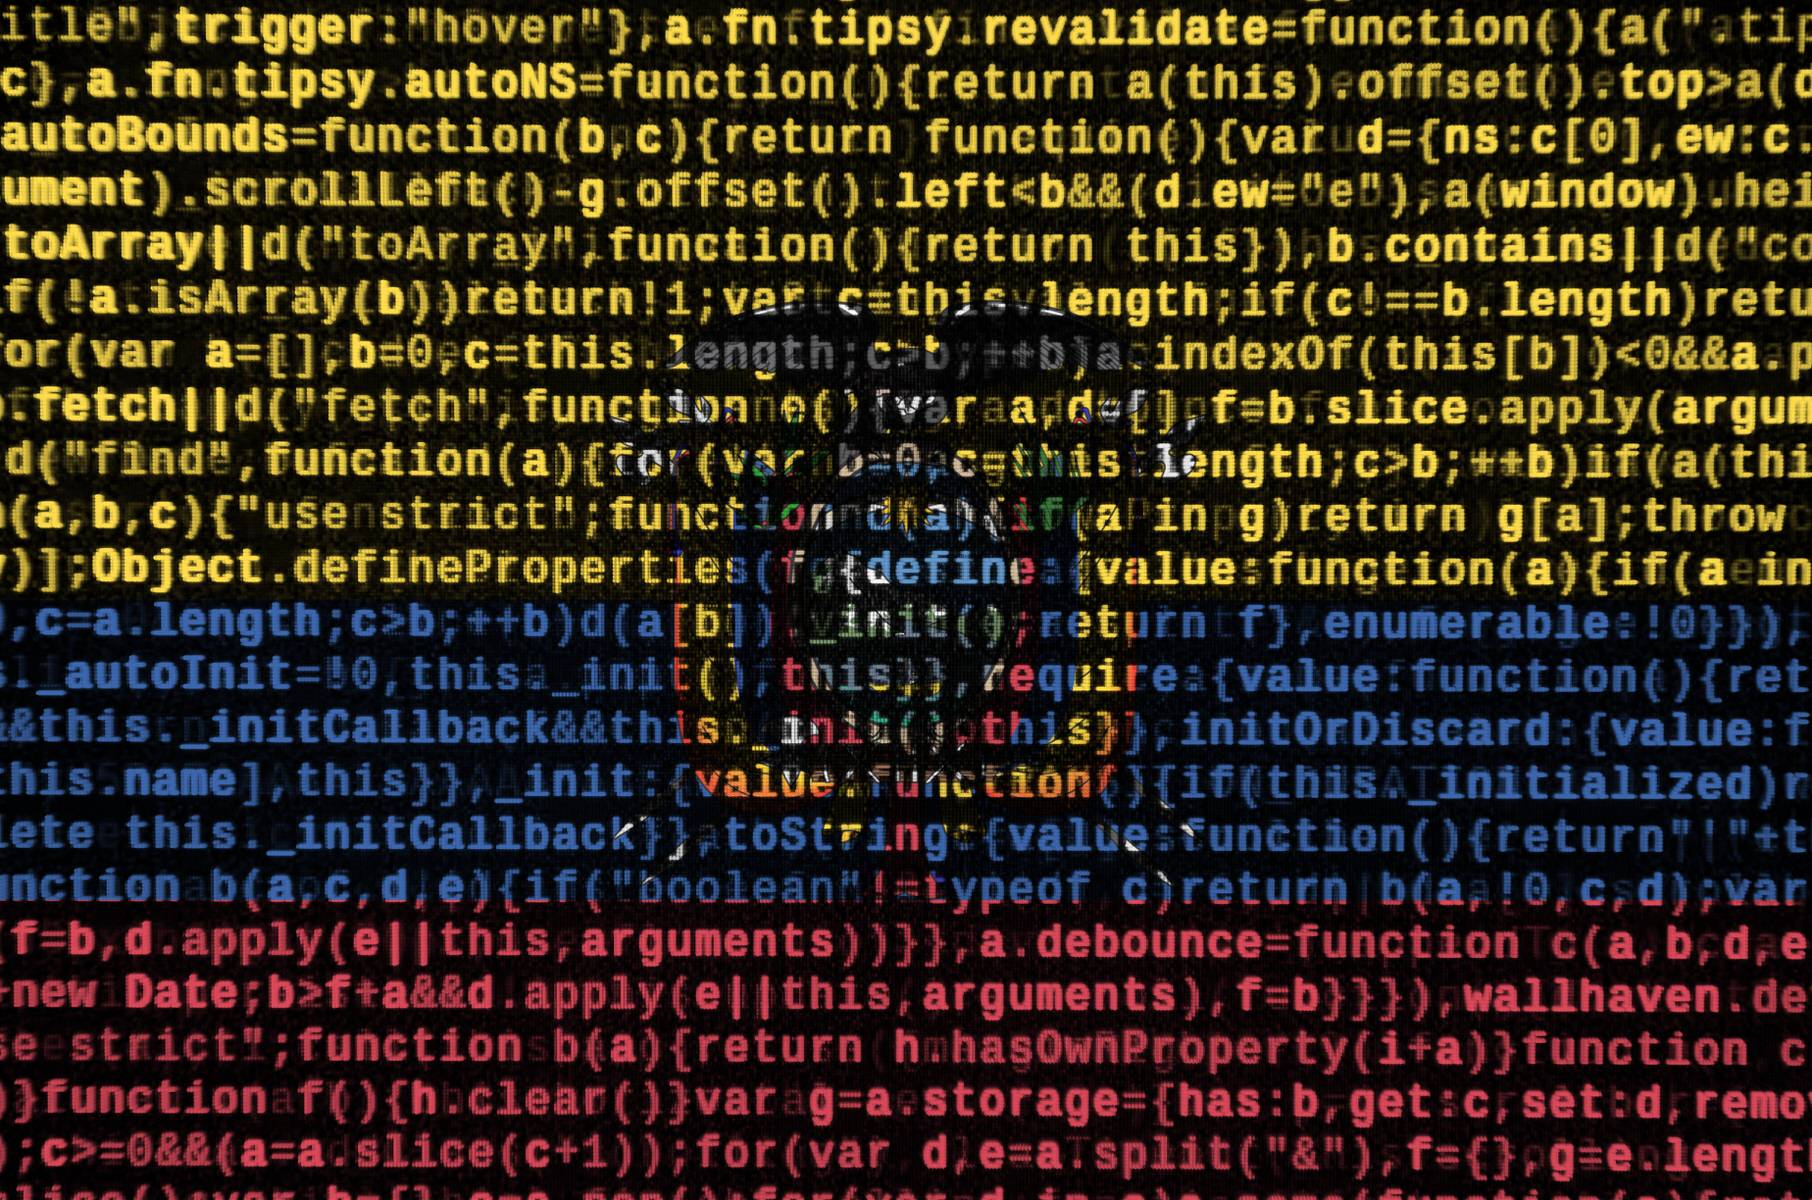 itle",trigger:"hover"},a.fn.tipsy.revalidate=function(){a(".tip
c},a.fn.tipsy.autoNS=function(){return a(this).offset().top>a(d
autoBounds=function(b,c){return function(){var d={ns:c[0],ew:c.
ument).scrollLeft()-g.offset().left<b&&(d.ew="e"),a(window).hei
toArray||d("toArray",function(){return this}),b.contains||d("co
f(!a.isArray(b))return!1;var c=this.length;if(c!==b.length)retu
for(var a=[],b=0,c=this.length;c>b;++b)a.indexOf(this[b])<0&&a.p
.fetch||d("fetch",function(){var a,d=[],f=b.slice.apply(argum
d("find",function(a){for(var b=0,c=this.length;c>b;++b)if(a(thi
(a,b,c){"use strict";function d(a){if(a in g)return g[a];throw
)];Object.defineProperties(f,{define:{value:function(a){if(a in
,c=a.length;c>b;++b)d(a[b]);_init();return f},enumerable:!0}}),
._autoInit=!0,this._init();this}},require:{value:function(){ret
&this._initCallback&&this._init(),this}},initOrDiscard:{value:f
this.name],this}},_init:{value:function(){if(this._initialized)r
lete this._initCallback}},toString:{value:function(){return"|"+t
unction b(a,c,d,e){if("boolean"!=typeof c)return b(a,!0,c,d);var
(f=b,d.apply(e||this,arguments))}},a.debounce=function c(a,b,d,e
+new Date;b>f+a&&d.apply(e||this,arguments),f=b}}}),wallhaven.de
se strict";function b(a){return h.hasOwnProperty(i+a)}function c
)}function f(){h.clear()}var g=a.storage={has:b,get:c,set:d,remo
);c>=0&&(a=a.slice(c+1));for(var d,e=a.split("&"),f={},g=e.lengt